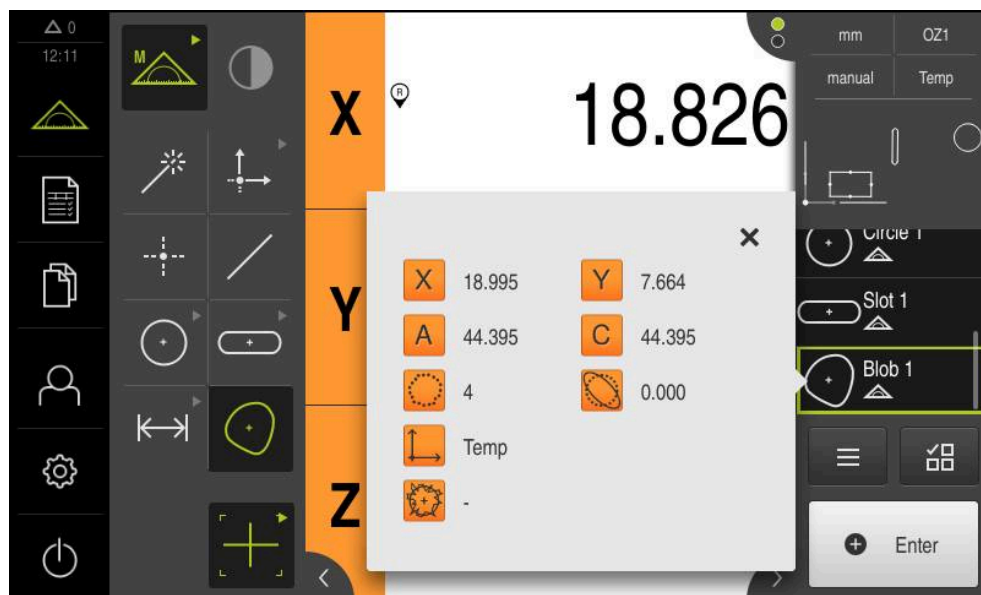 0
12:11
M
X
R
18.826
Y
Z
mm
OZ1
manual
Temp
X
18.995
Y
7.664
A
44.395
C
44.395
4
0.000
Temp
-
Circle 1
Slot 1
Blob 1
Enter